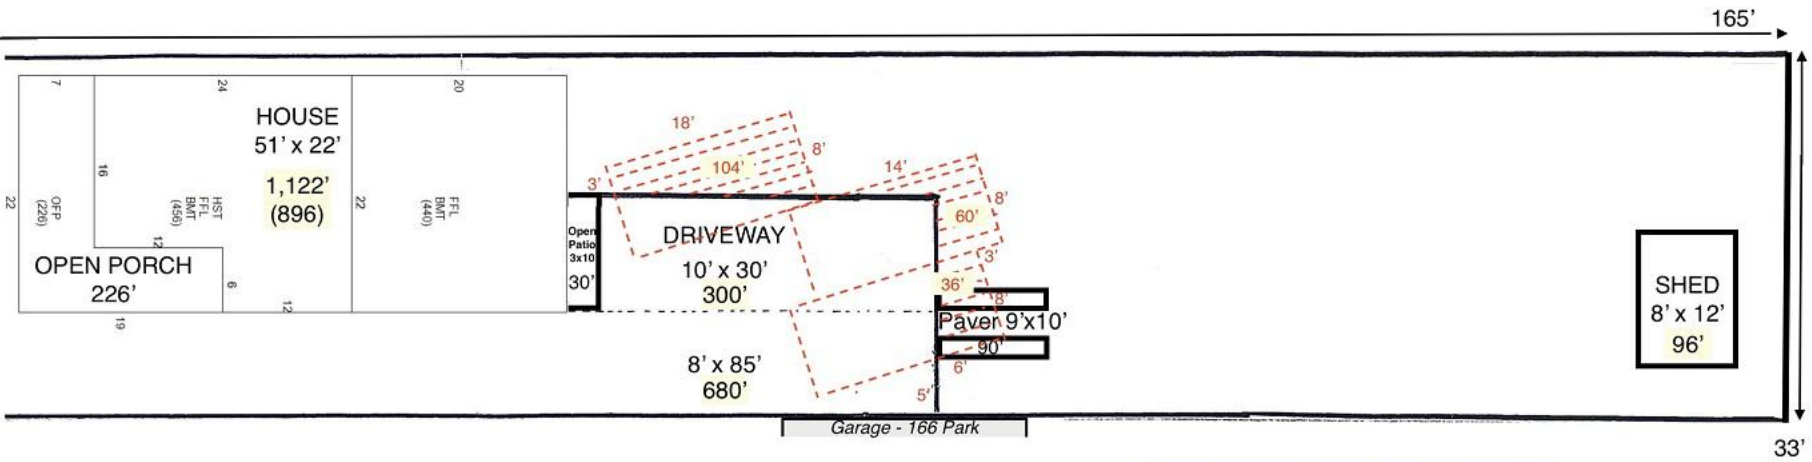 165’
7
24
20
HOUSE
51’ x 22’
1,122’
(896)
16
22
OFP
(226)
HST
FFL
BMT
(456)
22
FFL
BMT
(440)
12
OPEN PORCH
226’
6
12
19
18’
8’
104’
3’
14’
8’
60’
Open
Patio
3x10
30’
DRIVEWAY
10’ x 30’
300’
3’
36’
8’
Paver 9’x10’
90’
6’
5’
8’ x 85’
680’
SHED
8’ x 12’
96’
Garage - 166 Park
33’